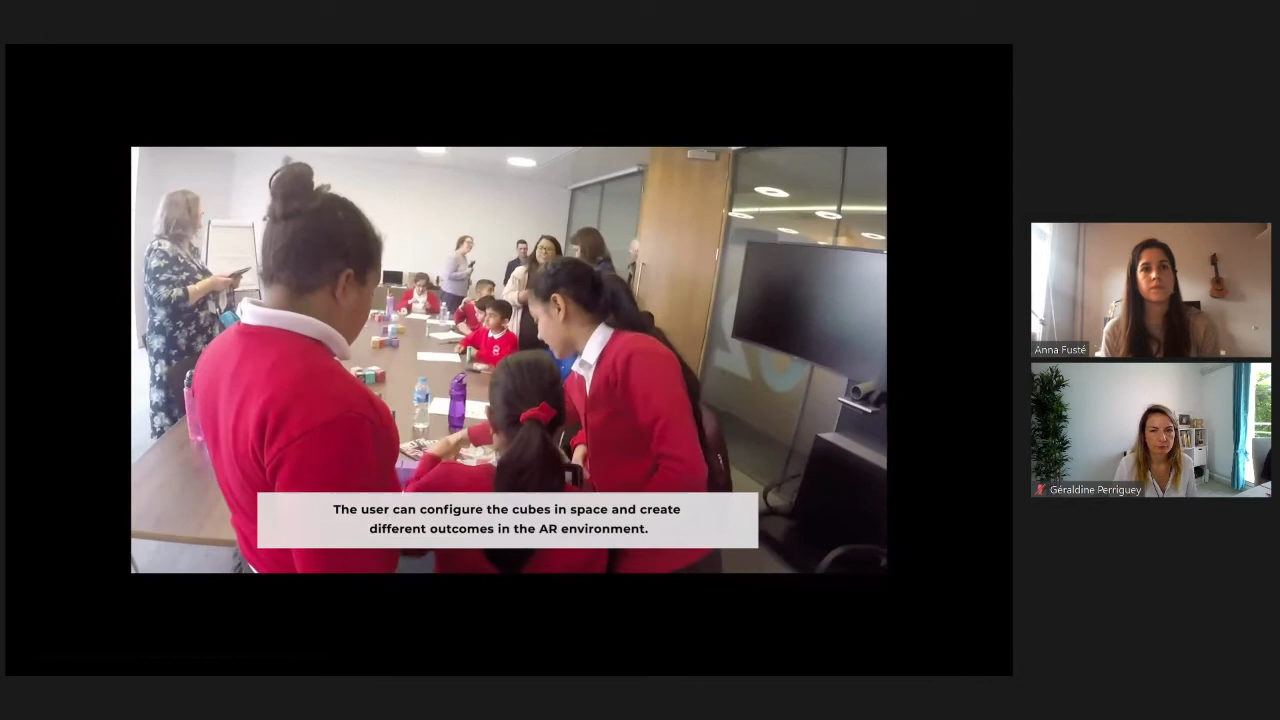 The user can configure the cubes in space and create
different outcomes in the AR environment.
Anna Fusté
Géraldine Perriguey